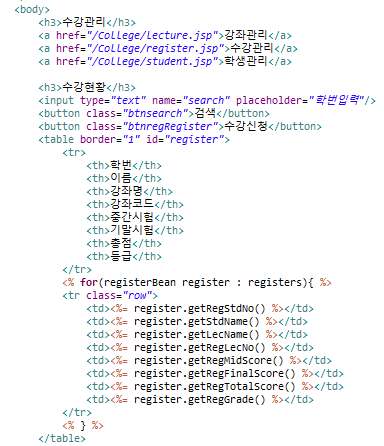 <body>
<h3>수강관리</h3>
<a href="/College/lecture.jsp">강좌관리</a>
<a href="/College/register.jsp">수강관리</a>
<a href="/College/student.jsp">학생관리</a>
<h3>수강현황</h3>
<input type="text" name="search" placeholder="학번입력"/>
<button class="btnsearch">검색</button>
<button class="btnregRegister">수강신청</button>
<table border="1" id="register">
<tr>
<th>학번</th>
<th>이름</th>
<th>강좌명</th>
<th>강좌코드</th>
<th>중간시험</th>
<th>기말시험</th>
<th>총점</th>
<th>등급</th>
</tr>
<% for(registerBean register : registers){ %>
<tr class="row">
<td><%= register.getRegStdNo() %></td>
<td><%= register.getStdName() %></td>
<td><%= register.getLecName() %></td>
<td><%= register.getRegLecNo() %></td>
<td><%= register.getRegMidScore() %></td>
<td><%= register.getRegFinalScore() %></td>
<td><%= register.getRegTotalScore() %></td>
<td><%= register.getRegGrade() %></td>
</tr>
<% } %>
</table>